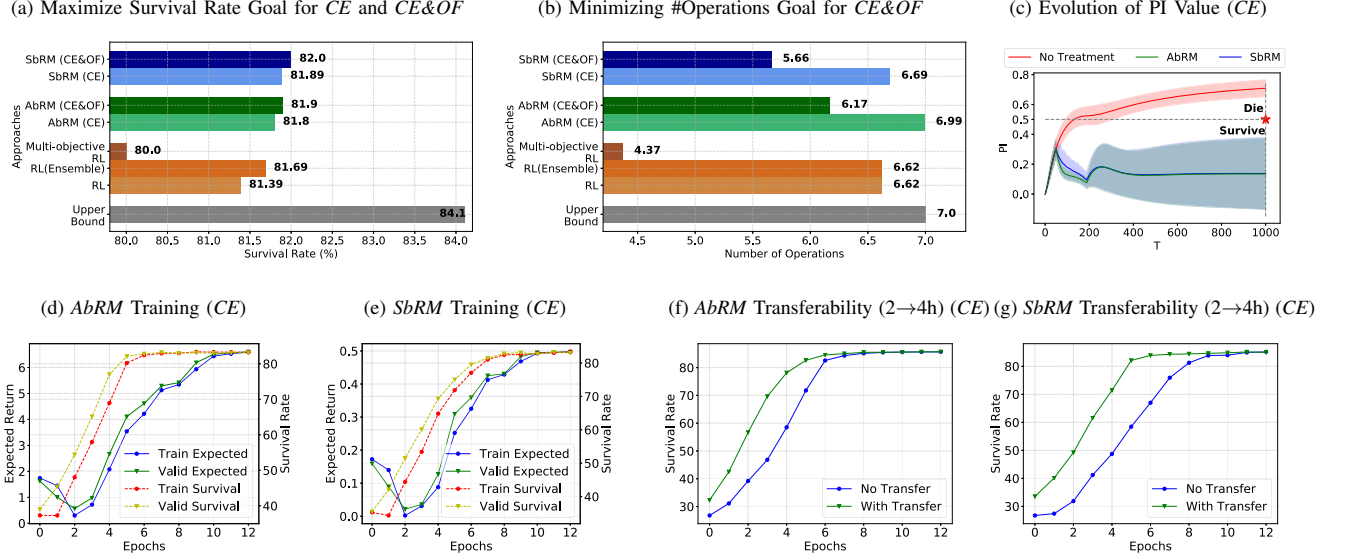 (a) Maximize Survival Rate Goal for CE and CE&OF
SbRM (CE&OF)
SbRM (CE)
AbRM (CE&OF)
AbRM (CE)
Multi-objective
RL
RL(Ensemble)
RL
Upper
Bound
Approaches
82.0
81.89
81.9
81.8
80.0
81.69
81.39
84.1
80.0 80.5 81.0 81.5 82.0 82.5 83.0 83.5 84.0
Survival Rate (%)
(b) Minimizing #Operations Goal for CE&OF
SbRM (CE&OF)
SbRM (CE)
AbRM (CE&OF)
AbRM (CE)
Multi-objective
RL
RL(Ensemble)
RL
Upper
Bound
Approaches
5.66
6.69
6.17
6.99
4.37
6.62
6.62
7.0
4.5 5.0 5.5 6.0 6.5 7.0
Number of Operations
(c) Evolution of PI Value (CE)
No Treatment AbRM SbRM
0.8
0.6
0.5
0.4
0.2
0.0
PI
Die
Survive
0 200 400 600 800 1000
T
(d) AbRM Training (CE)
6
5
4
3
2
1
0
Expected Return
80
70
60
50
40
Survival Rate
Train Expected
Valid Expected
Train Survival
Valid Survival
0 2 4 6 8 10 12
Epochs
(e) SbRM Training (CE)
0.5
0.4
0.3
0.2
0.1
0.0
Expected Return
80
70
60
50
40
Survival Rate
Train Expected
Valid Expected
Train Survival
Valid Survival
0 2 4 6 8 10 12
Epochs
(f) AbRM Transferability (2→4h) (CE)
80
70
60
50
40
30
Survival Rate
No Transfer
With Transfer
0 2 4 6 8 10 12
Epochs
(g) SbRM Transferability (2→4h) (CE)
80
70
60
50
40
30
Survival Rate
No Transfer
With Transfer
0 2 4 6 8 10 12
Epochs